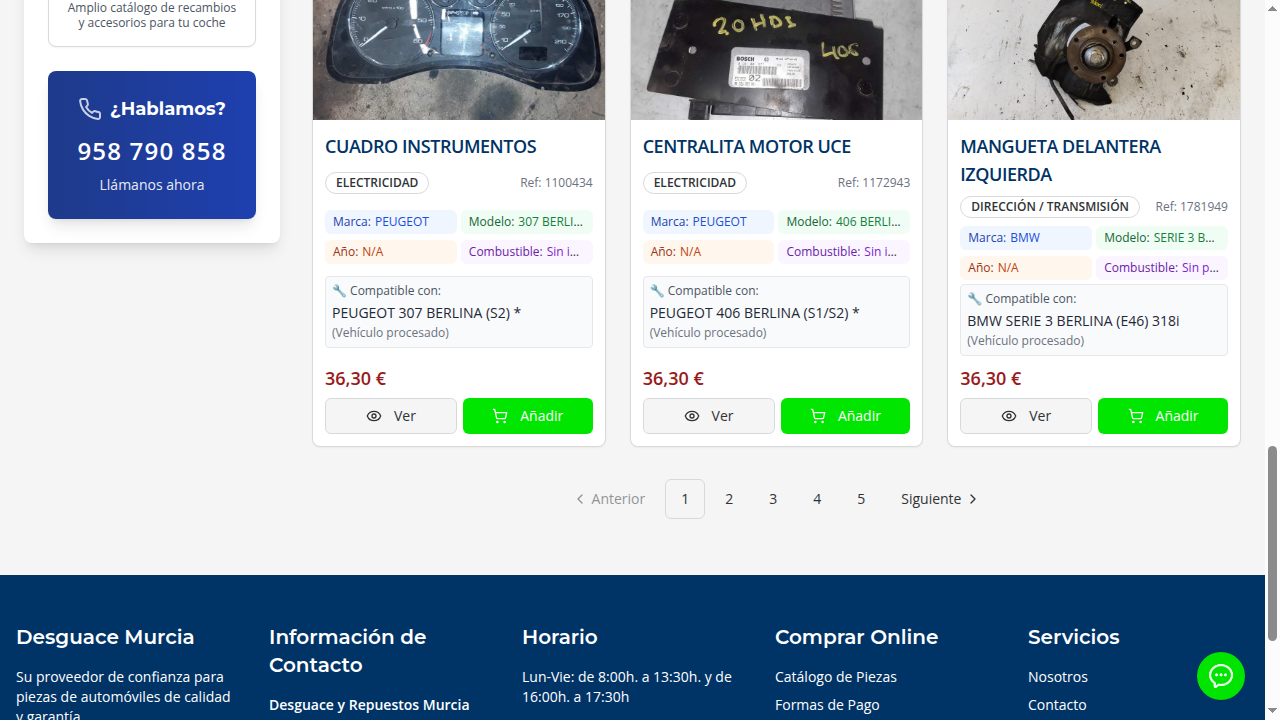 Amplio catálogo de recambios
y accesorios para tu coche
¿Hablamos?
958 790 858
Llámanos ahora
20 HDI
406
BOSCH
02
CUADRO INSTRUMENTOS
ELECTRICIDAD
Ref: 1100434
Marca: PEUGEOT
Modelo: 307 BERLI...
Año: N/A
Combustible: Sin i...
🔧 Compatible con:
PEUGEOT 307 BERLINA (S2) *
(Vehículo procesado)
36,30 €
Ver
Añadir
CENTRALITA MOTOR UCE
ELECTRICIDAD
Ref: 1172943
Marca: PEUGEOT
Modelo: 406 BERLI...
Año: N/A
Combustible: Sin i...
🔧 Compatible con:
PEUGEOT 406 BERLINA (S1/S2) *
(Vehículo procesado)
36,30 €
Ver
Añadir
MANGUETA DELANTERA
IZQUIERDA
DIRECCIÓN / TRANSMISIÓN
Ref: 1781949
Marca: BMW
Modelo: SERIE 3 B...
Año: N/A
Combustible: Sin p...
🔧 Compatible con:
BMW SERIE 3 BERLINA (E46) 318i
(Vehículo procesado)
36,30 €
Ver
Añadir
Anterior
1
2
3
4
5
Siguiente
Desguace Murcia
Su proveedor de confianza para
piezas de automóviles de calidad
y garantía
Información de
Contacto
Desguace y Repuestos Murcia
Horario
Lun-Vie: de 8:00h. a 13:30h. y de
16:00h. a 17:30h
Comprar Online
Catálogo de Piezas
Formas de Pago
Servicios
Nosotros
Contacto